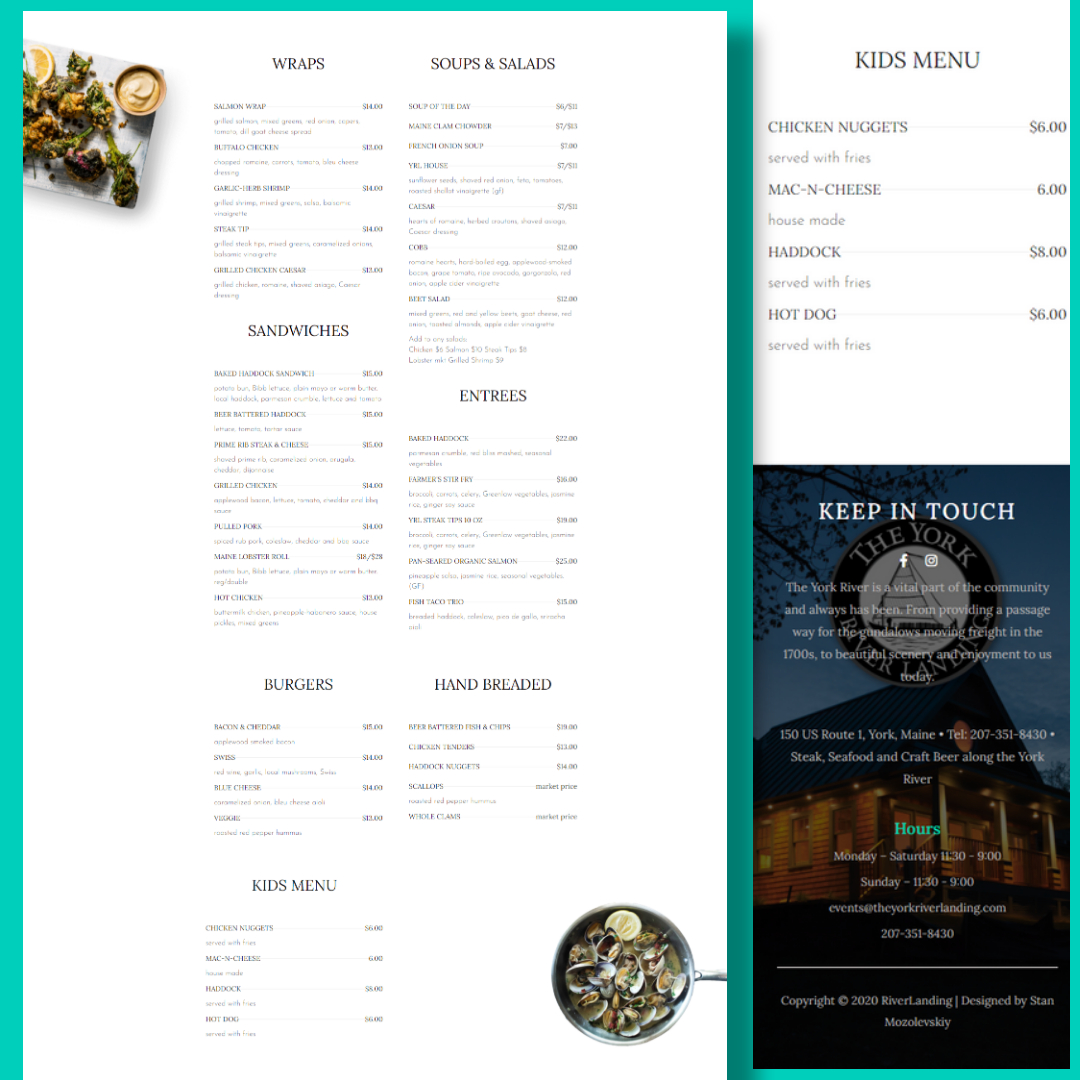 WRAPS
SALMON WRAP $14.00
grilled salmon, mixed greens, red onion, capers,
tomato, dill goat cheese spread
BUFFALO CHICKEN $13.00
chopped romaine, carrots, tomato, bleu cheese
dressing
GARLIC-HERB SHRIMP $14.00
grilled shrimp, mixed greens, salsa, balsamic
vinaigrette
STEAK TIP $14.00
grilled steak tips, mixed greens, caramelized onions,
balsamic vinaigrette
GRILLED CHICKEN CAESAR $13.00
grilled chicken, romaine, shaved asiago, Caesar
dressing
SANDWICHES
BAKED HADDOCK SANDWICH $15.00
potato bun, Bibb lettuce, plain mayo or warm butter,
local haddock, parmesan crumble, lettuce and tomato
BEER BATTERED HADDOCK $15.00
lettuce, tomato, tarter sauce
PRIME RIB STEAK & CHEESE $15.00
shaved prime rib, caramelized onion, arugula,
cheddar, dijonnaise
GRILLED CHICKEN $14.00
applewood bacon, lettuce, tomato, cheddar and bbq
sauce
PULLED PORK $14.00
spiced rub pork, coleslaw, cheddar and bbq sauce
MAINE LOBSTER ROLL $18/$28
potato bun, Bibb lettuce, plain mayo or warm butter
reg/double
HOT CHICKEN $13.00
buttermilk chicken, pineapple-habanero sauce, house
pickles, mixed greens
BURGERS
BACON & CHEDDAR $15.00
applewood smoked bacon
SWISS $14.00
red wine, garlic, local mushrooms, Swiss
BLUE CHEESE $14.00
caramelized onion, bleu cheese aioli
VEGGIE $13.00
roasted red pepper hummus
KIDS MENU
CHICKEN NUGGETS $6.00
served with fries
MAC-N-CHEESE 6.00
house made
HADDOCK $8.00
served with fries
HOT DOG $6.00
served with fries
SOUPS & SALADS
SOUP OF THE DAY $6/$11
MAINE CLAM CHOWDER $7/$13
FRENCH ONION SOUP $7.00
YRL HOUSE $7/$11
sunflower seeds, shaved red onion, feta, tomatoes,
roasted shallot vinaigrette (gf)
CAESAR $7/$11
hearts of romaine, herbed croutons, shaved asiago,
Caesar dressing
COBB $12.00
romaine hearts, hard-boiled egg, applewood-smoked
bacon, grape tomato, ripe avocado, gorgonzola, red
onion, apple cider vinaigrette
BEET SALAD $12.00
mixed greens, red and yellow beets, goat cheese, red
onion, toasted almonds, apple cider vinaigrette
Add to any salads:
Chicken $6 Salmon $10 Steak Tips $8
Lobster mkt Grilled Shrimp $9
ENTREES
BAKED HADDOCK $22.00
parmesan crumble, red bliss mashed, seasonal
vegetables
FARMER'S STIR FRY $16.00
broccoli, carrots, celery, Greenlaw vegetables, jasmine
rice, ginger soy sauce
YRL STEAK TIPS 10 OZ $19.00
broccoli, carrots, celery, Greenlaw vegetables, jasmine
rice, ginger soy sauce
PAN-SEARED ORGANIC SALMON $25.00
pineapple salsa, jasmine rice, seasonal vegetables
(GF)
FISH TACO TRIO $15.00
breaded haddock, coleslaw, pico de gallo, sriracha
aioli
HAND BREADED
BEER BATTERED FISH & CHIPS $19.00
CHICKEN TENDERS $13.00
HADDOCK NUGGETS $14.00
SCALLOPS market price
roasted red pepper hummus
WHOLE CLAMS market price
KIDS MENU
CHICKEN NUGGETS $6.00
served with fries
MAC-N-CHEESE 6.00
house made
HADDOCK $8.00
served with fries
HOT DOG $6.00
served with fries
KEEP IN TOUCH
THE YORK
RIVER LANDING
The York River is a vital part of the community
and always has been. From providing a passage
way for the gundalows moving freight in the
1700s, to beautiful scenery and enjoyment to us
today.
150 US Route 1, York, Maine • Tel: 207-351-8430 •
Steak, Seafood and Craft Beer along the York
River
Hours
Monday – Saturday 11:30 - 9:00
Sunday – 11:30 - 9:00
events@theyorkriverlanding.com
207-351-8430
Copyright © 2020 RiverLanding | Designed by Stan
Mozolevskiy